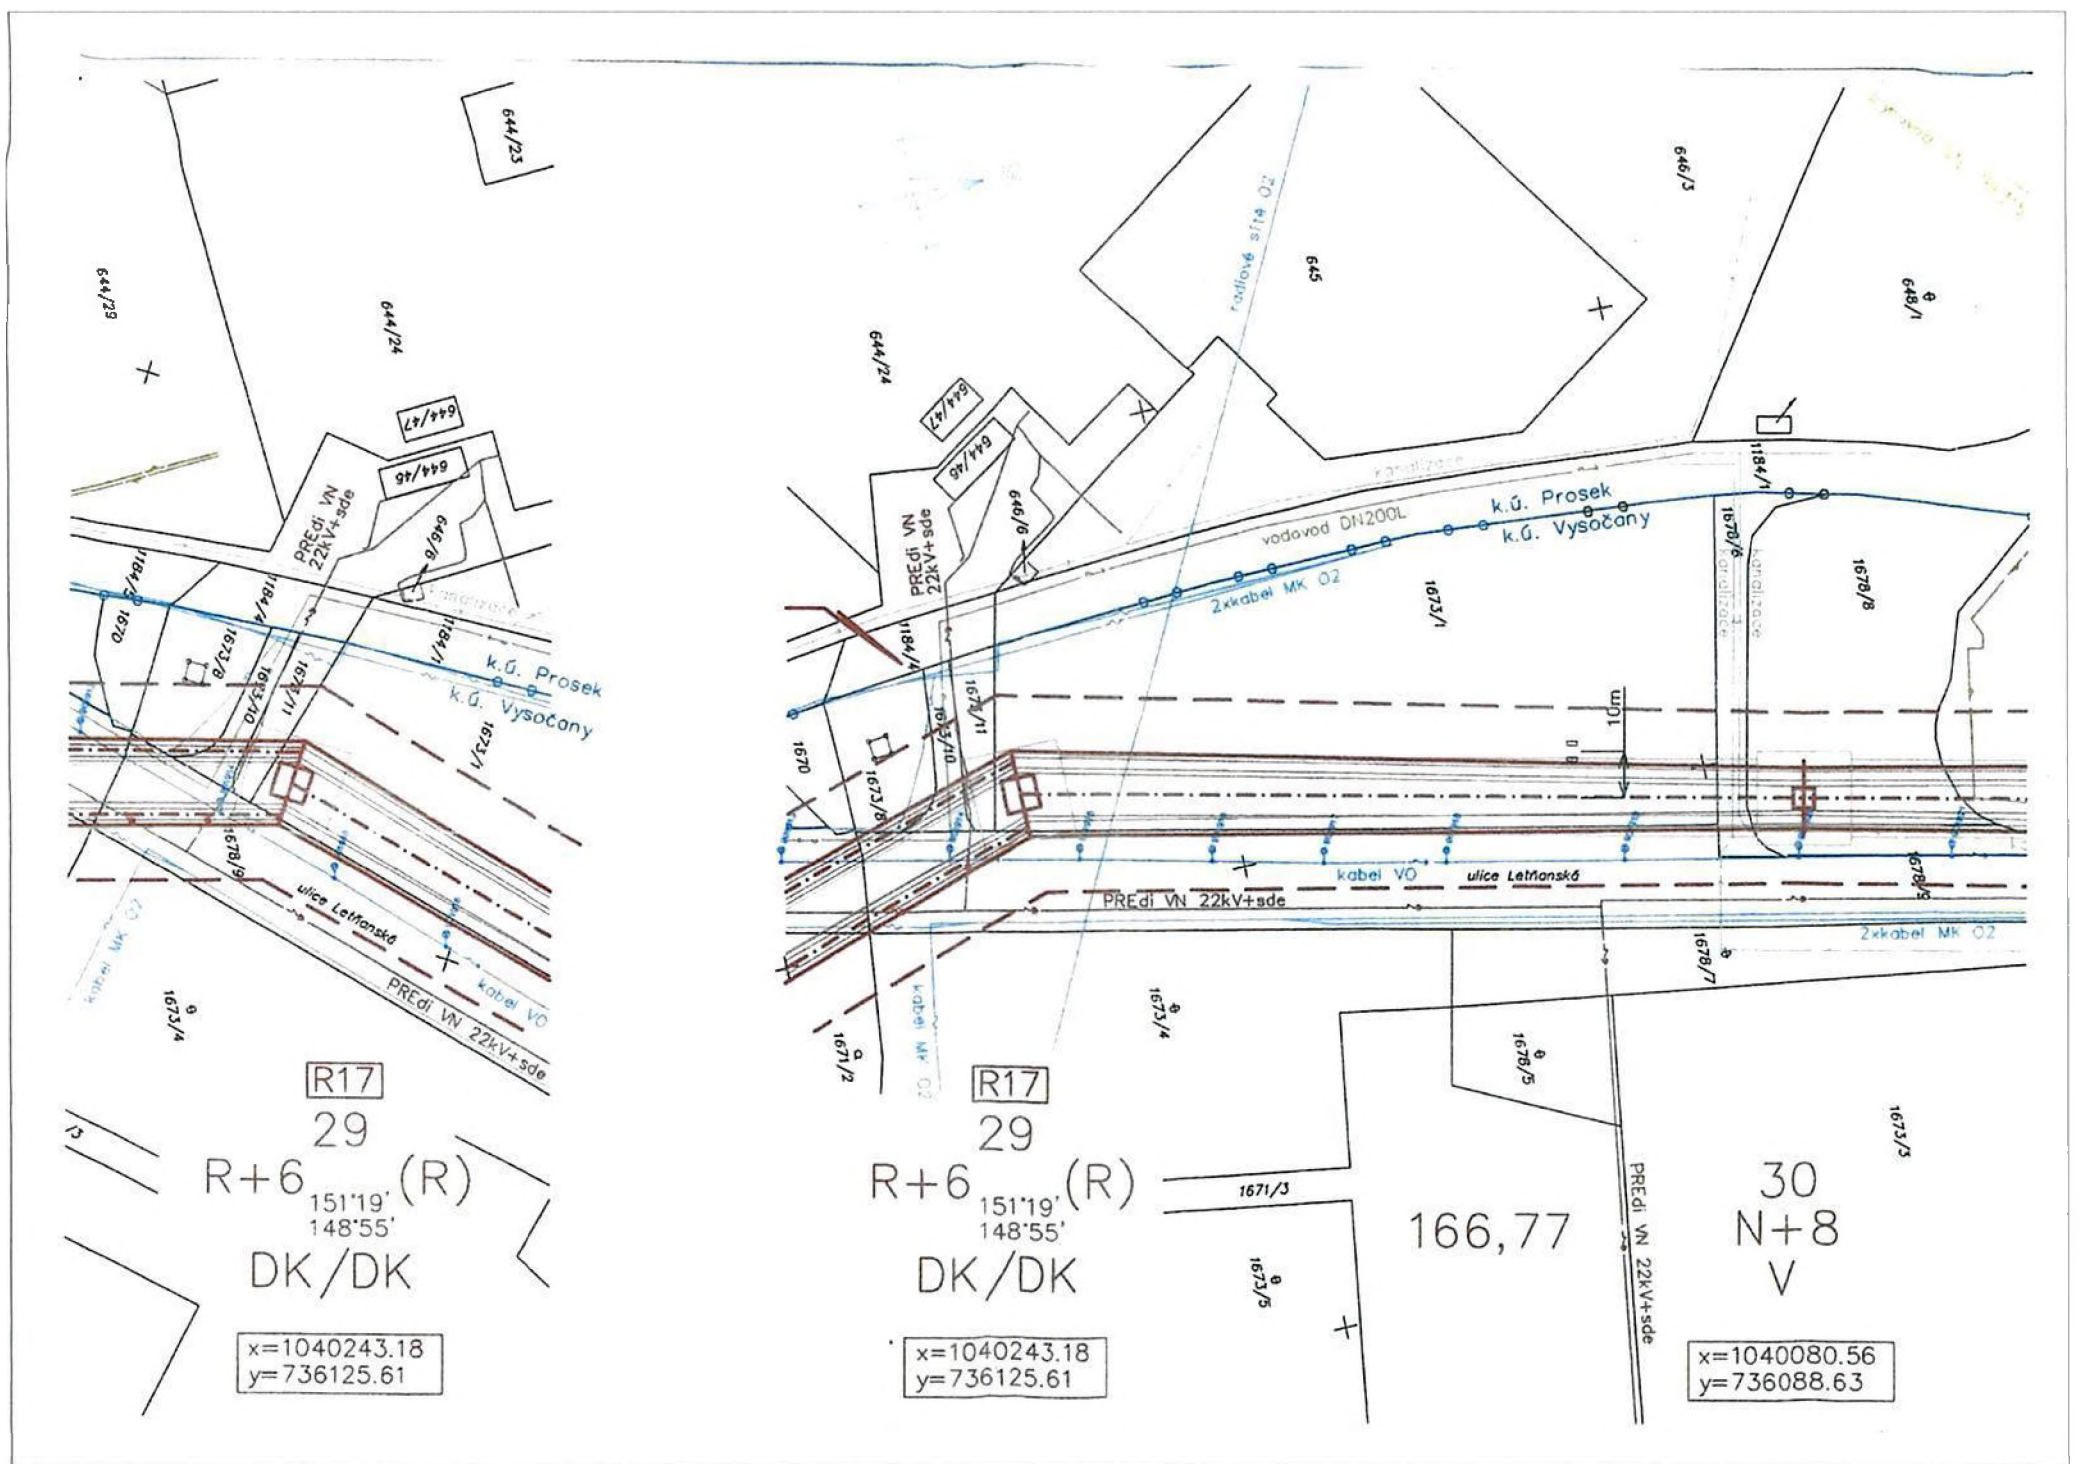 644/23
644/29
644/24
644/47
644/46
PREdi VN
22kV+sde
646/6
kanalizace
1184/5
1670
1184/4
1673/8
1673/10
1673/11
1184/1
k.ú. Prosek
k.ú. Vysočany
1673/1
1678/9
ulice Letňanská
kabel VO
PREdi VN 22kV+sde
kabel MK O2
1673/4
/3
R17
29
R+6 151°19' (R)
148°55'
DK/DK
x=1040243.18
y=736125.61
radiové sítě O2
645
646/3
648/1
644/24
644/47
644/46
646/6
PREdi VN
22kV+sde
kanalizace
vodovod DN200L
k.ú. Prosek
k.ú. Vysočany
2xkabel MK O2
1184/1
1678/6
kanalizace
kanalizace
1678/8
1673/1
1184/4
1673/11
1673/10
1670
1673/8
10m
kabel VO
ulice Letňanská
PREdi VN 22kV+sde
1678/9
2xkabel MK O2
1678/7
kabel MK O2
1671/2
1673/4
1678/5
1673/3
R17
29
R+6 151°19' (R)
148°55'
DK/DK
x=1040243.18
y=736125.61
1671/3
1673/5
166,77
PREdi VN 22kV+sde
30
N+8
V
x=1040080.56
y=736088.63